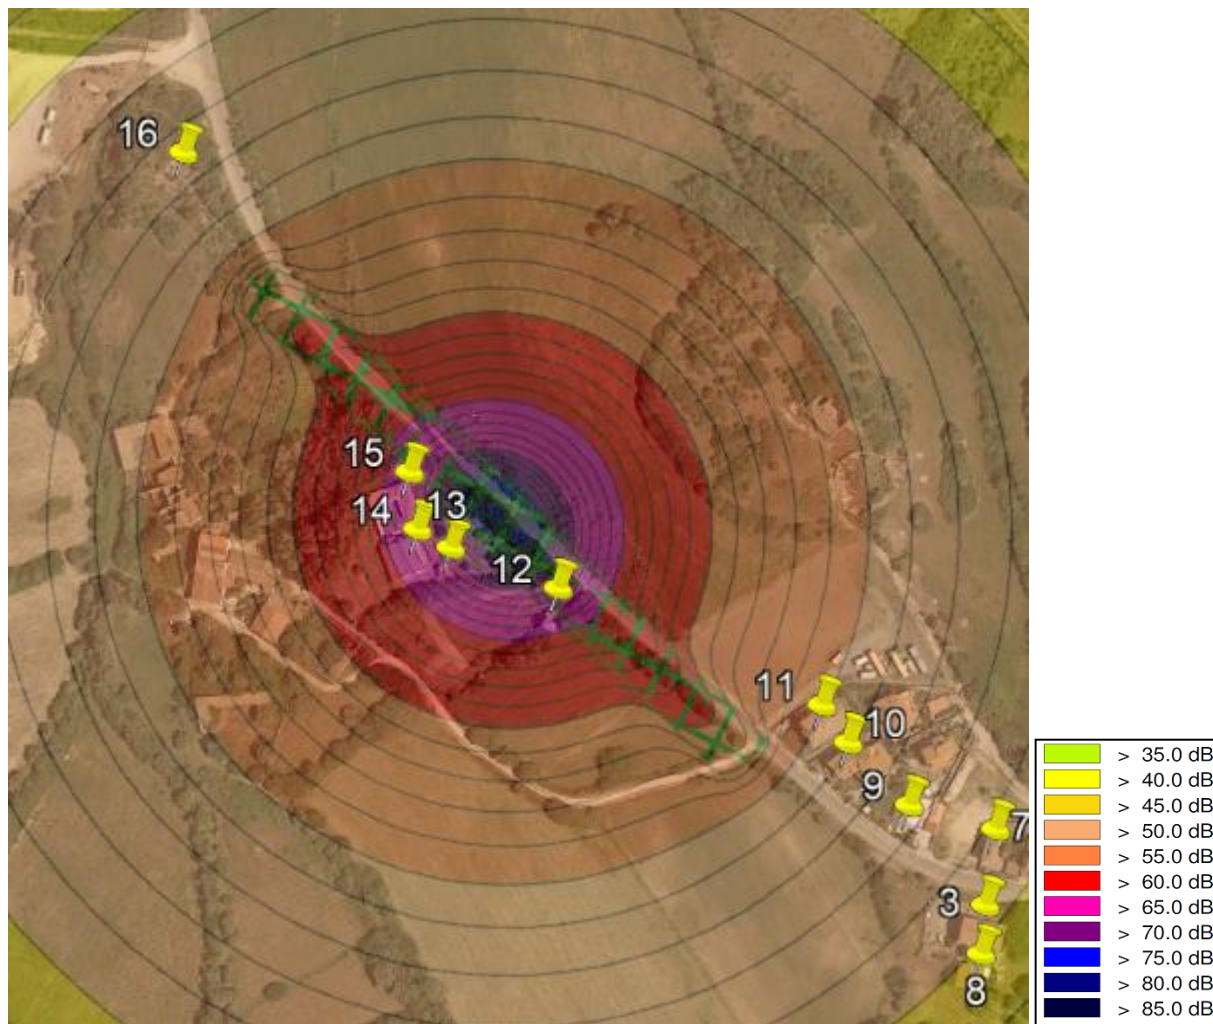 16
15
14 13
12
11
10
9
7
3
8
> 35.0 dB
> 40.0 dB
> 45.0 dB
> 50.0 dB
> 55.0 dB
> 60.0 dB
> 65.0 dB
> 70.0 dB
> 75.0 dB
> 80.0 dB
> 85.0 dB